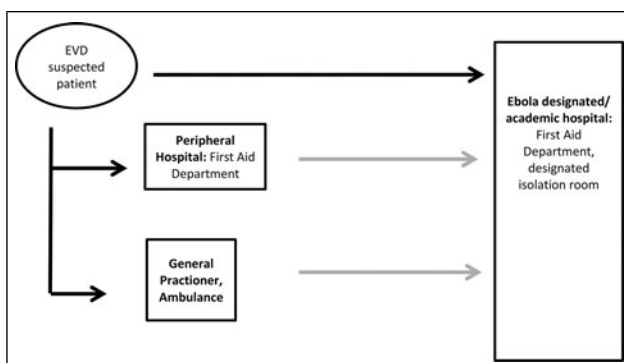 EVD
suspected
patient
Peripheral
Hospital: First Aid
Department
General
Practioner,
Ambulance
Ebola designated/
academic hospital:
First Aid
Department,
designated
isolation room